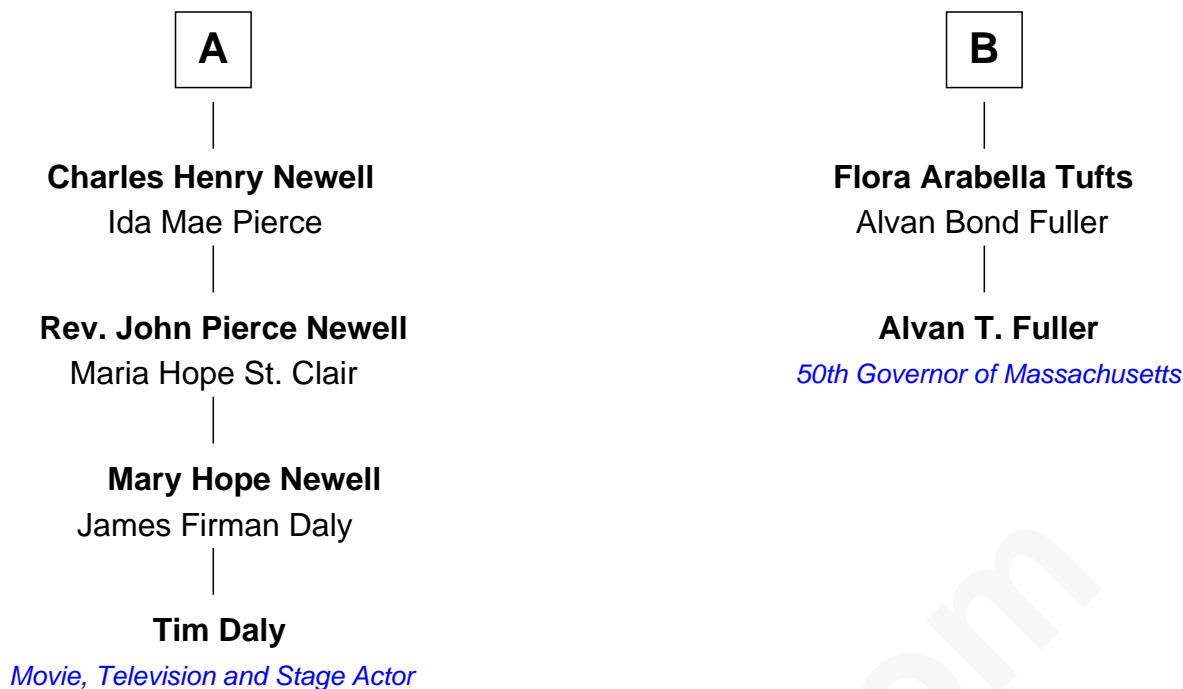 A
Charles Henry Newell
Ida Mae Pierce
Rev. John Pierce Newell
Maria Hope St. Clair
Mary Hope Newell
James Firman Daly
Tim Daly
Movie, Television and Stage Actor
B
Flora Arabella Tufts
Alvan Bond Fuller
Alvan T. Fuller
50th Governor of Massachusetts
om